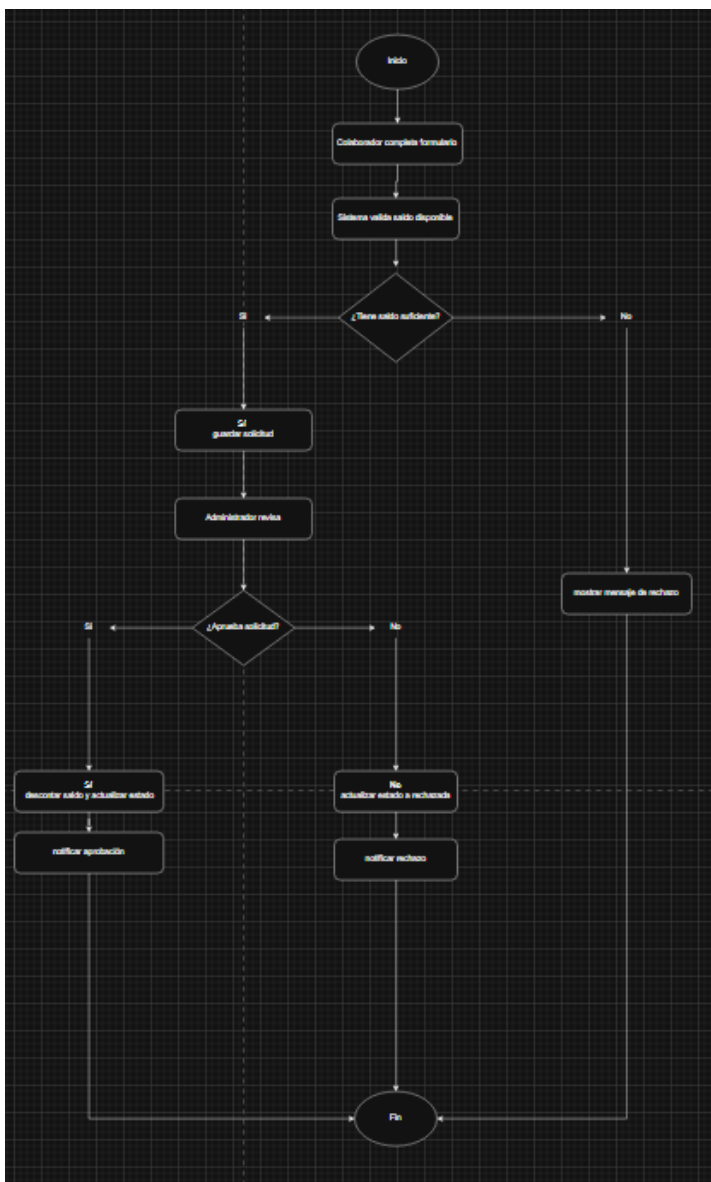 Inicio
Colaborador completa formulario
Sistema valida saldo disponible
¿Tiene saldo suficiente?
Si
No
Sí
guardar solicitud
Administrador revisa
mostrar mensaje de rechazo
¿Aprueba solicitud?
Si
No
Sí
descontar saldo y actualizar estado
No
actualizar estado a rechazada
notificar aprobación
notificar rechazo
Fin